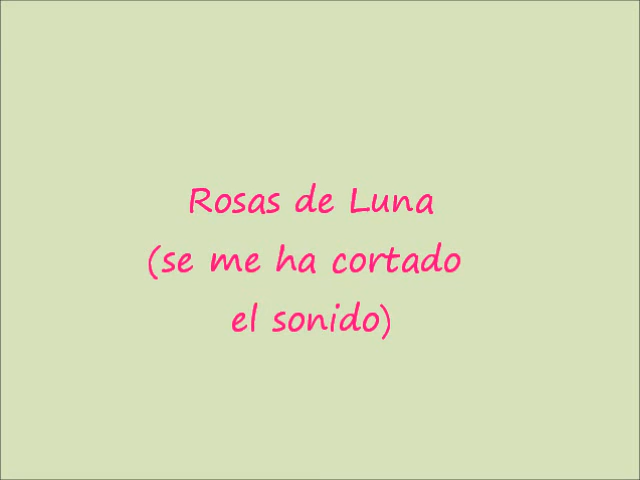 Rosas de Luna
(se me ha cortado
el sonido)